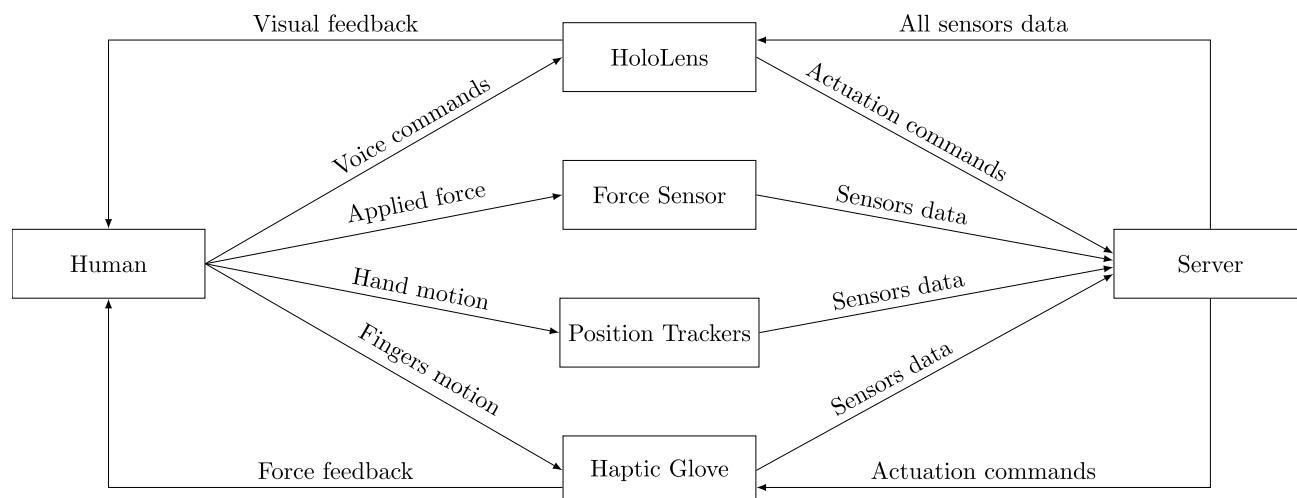 Visual feedback
All sensors data
HoloLens
Voice commands
Actuation commands
Applied force
Force Sensor
Sensors data
Human
Server
Hand motion
Position Trackers
Sensors data
Fingers motion
Sensors data
Force feedback
Haptic Glove
Actuation commands